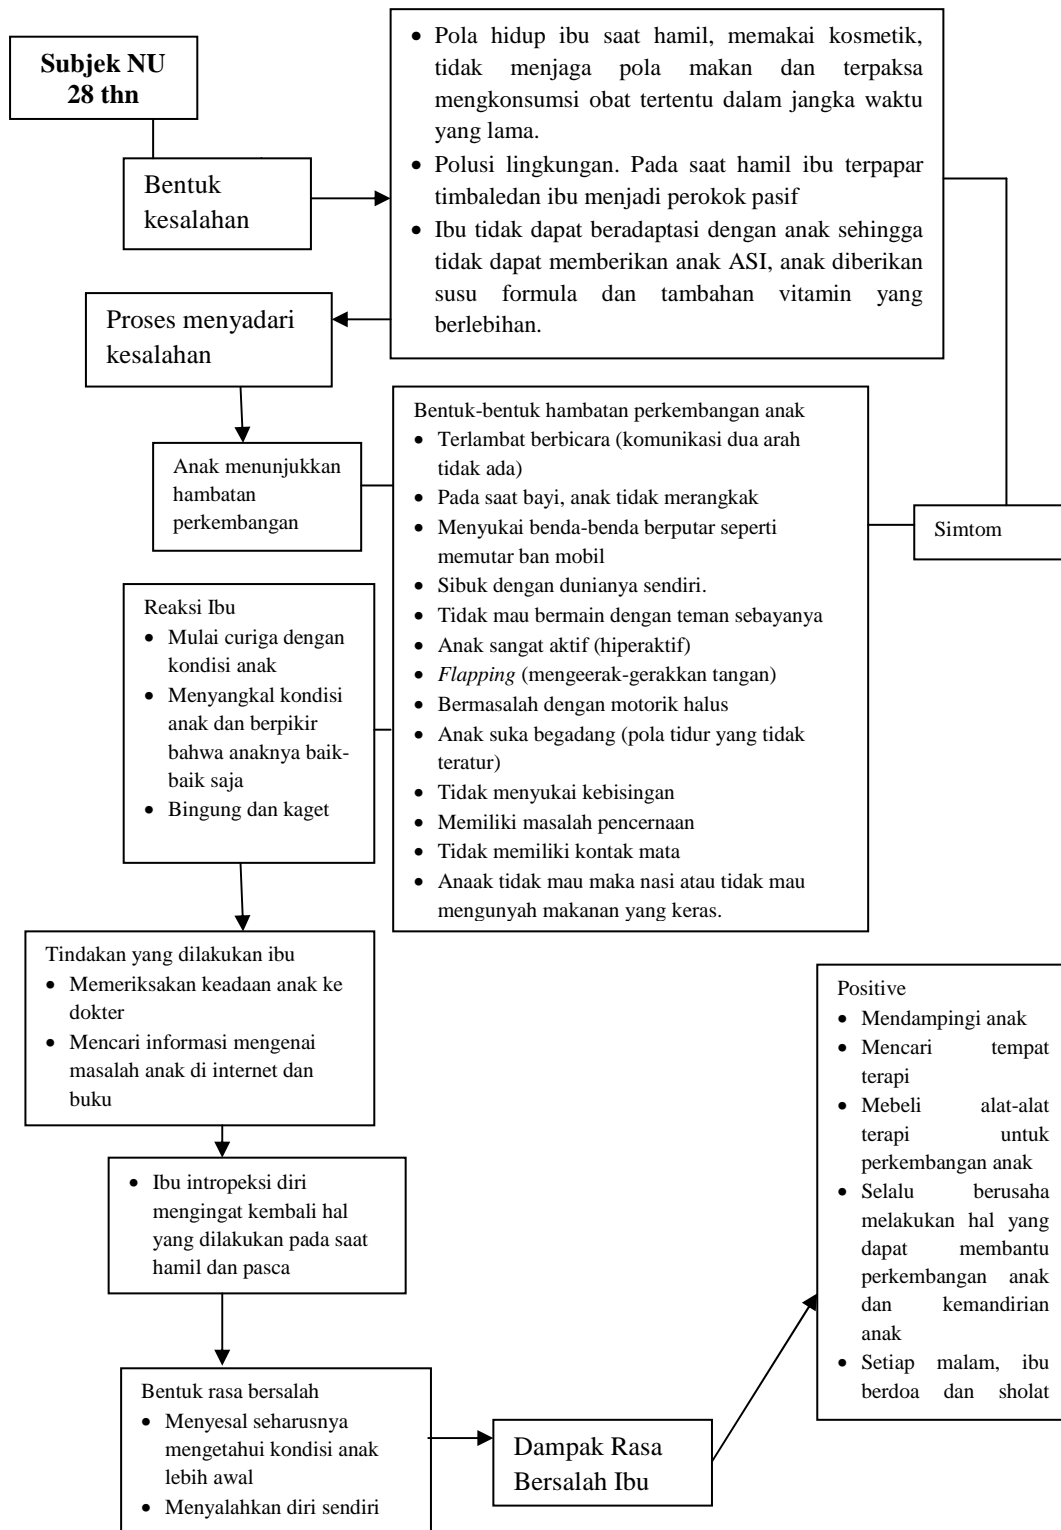 Subjek NU
28 thn
• Pola hidup ibu saat hamil, memakai kosmetik,
tidak menjaga pola makan dan terpaksa
mengkonsumsi obat tertentu dalam jangka waktu
yang lama.
• Polusi lingkungan. Pada saat hamil ibu terpapar
timbaledan ibu menjadi perokok pasif
• Ibu tidak dapat beradaptasi dengan anak sehingga
tidak dapat memberikan anak ASI, anak diberikan
susu formula dan tambahan vitamin yang
berlebihan.
Bentuk
kesalahan
Proses menyadari
kesalahan
Anak menunjukkan
hambatan
perkembangan
Bentuk-bentuk hambatan perkembangan anak
• Terlambat berbicara (komunikasi dua arah
tidak ada)
• Pada saat bayi, anak tidak merangkak
• Menyukai benda-benda berputar seperti
memutar ban mobil
• Sibuk dengan dunianya sendiri.
• Tidak mau bermain dengan teman sebayanya
• Anak sangat aktif (hiperaktif)
• Flapping (mengeerak-gerakkan tangan)
• Bermasalah dengan motorik halus
• Anak suka begadang (pola tidur yang tidak
teratur)
• Tidak menyukai kebisingan
• Memiliki masalah pencernaan
• Tidak memiliki kontak mata
• Anaak tidak mau maka nasi atau tidak mau
mengunyah makanan yang keras.
Simtom
Reaksi Ibu
• Mulai curiga dengan
kondisi anak
• Menyangkal kondisi
anak dan berpikir
bahwa anaknya baik-
baik saja
• Bingung dan kaget
Tindakan yang dilakukan ibu
• Memeriksakan keadaan anak ke
dokter
• Mencari informasi mengenai
masalah anak di internet dan
buku
• Ibu intropeksi diri
mengingat kembali hal
yang dilakukan pada saat
hamil dan pasca
Bentuk rasa bersalah
• Menyesal seharusnya
mengetahui kondisi anak
lebih awal
• Menyalahkan diri sendiri
Dampak Rasa
Bersalah Ibu
Positive
• Mendampingi anak
• Mencari tempat
terapi
• Mebeli alat-alat
terapi untuk
perkembangan anak
• Selalu berusaha
melakukan hal yang
dapat membantu
perkembangan anak
dan kemandirian
anak
• Setiap malam, ibu
berdoa dan sholat